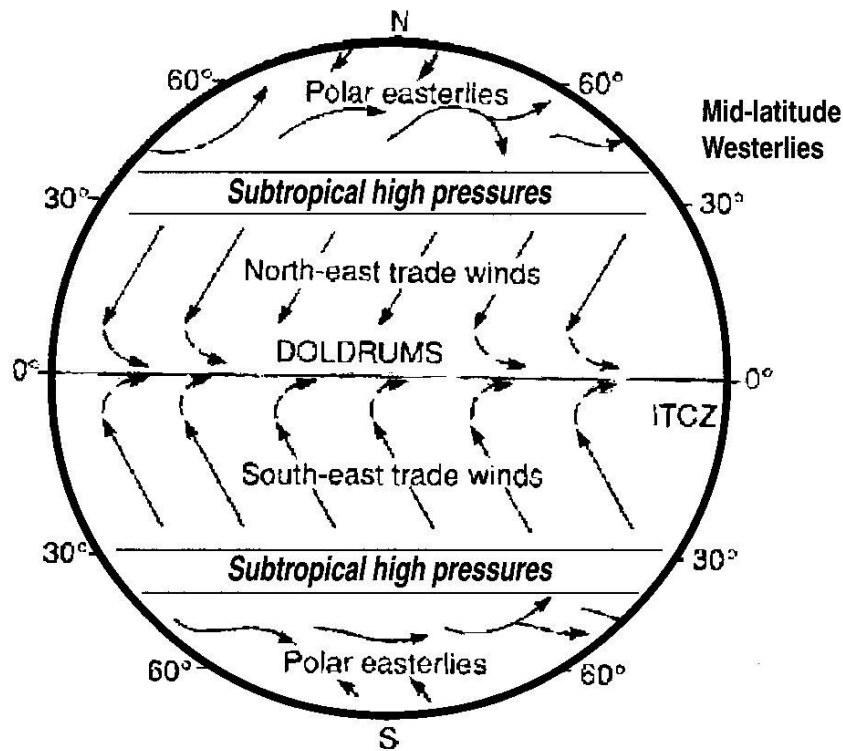 N
60°
60°
Polar easterlies
Mid-latitude
Westerlies
30°
Subtropical high pressures
30°
North-east trade winds
DOLDRUMS
0°
0°
ITCZ
South-east trade winds
30°
Subtropical high pressures
30°
60°
Polar easterlies
60°
S